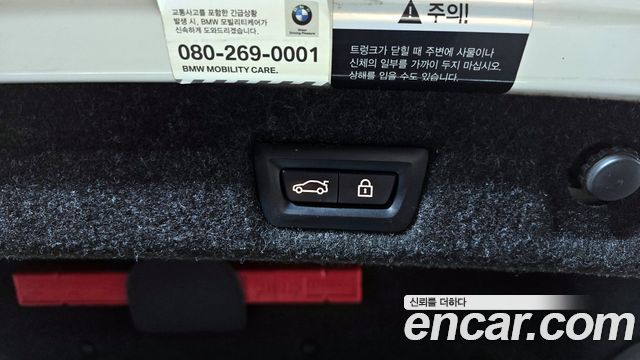 교통사고를 포함한 긴급상황
발생 시, BMW 모빌리티케어가
신속하게 도와드리겠습니다.
080-269-0001
BMW MOBILITY CARE.
주의!
트렁크가 닫힐 때 주변에 사물이나
신체의 일부를 가까이 두지 마십시오.
상해를 입을 수도 있습니다.
신뢰를 더하다
encar.com